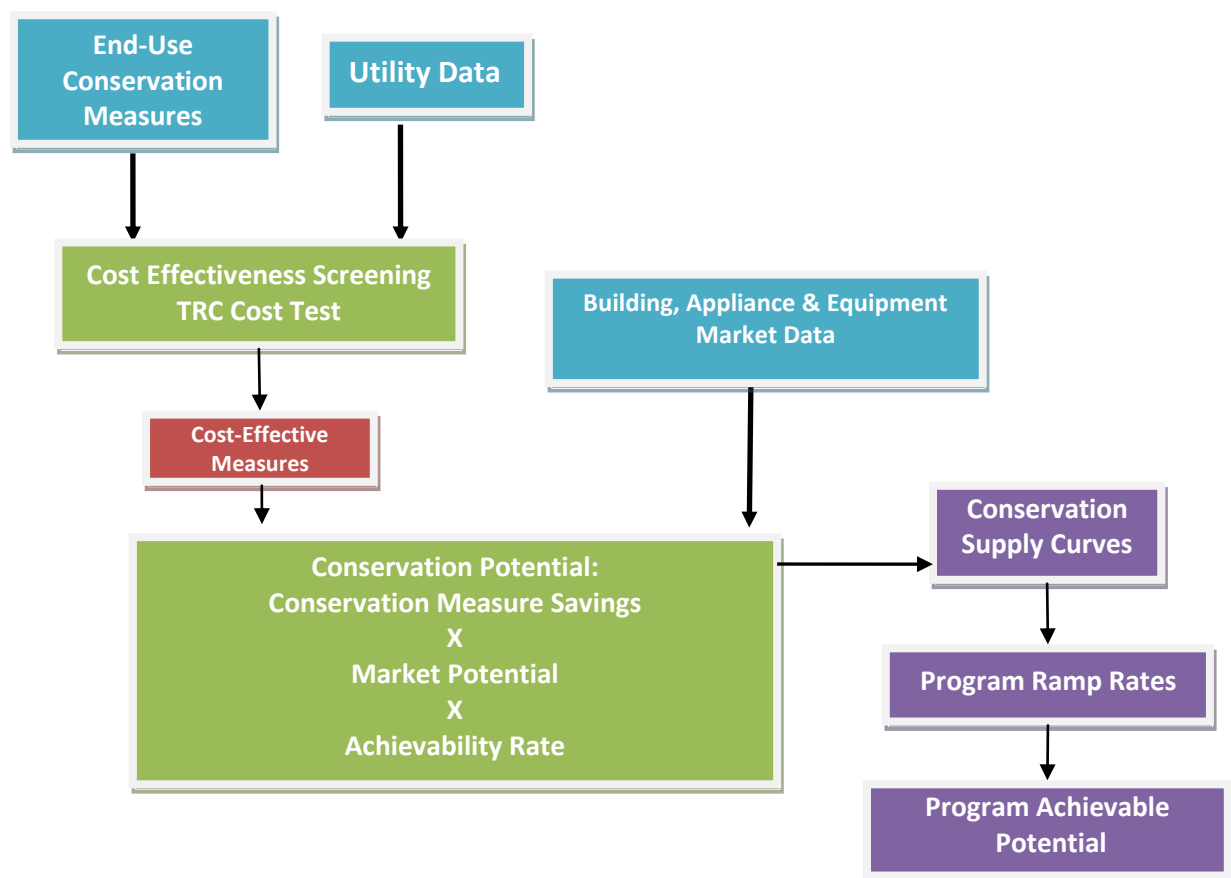 End-Use
Conservation
Measures
Utility Data
Cost Effectiveness Screening
TRC Cost Test
Building, Appliance & Equipment
Market Data
Cost-Effective
Measures
Conservation Potential:
Conservation Measure Savings
X
Market Potential
X
Achievability Rate
Conservation
Supply Curves
Program Ramp Rates
Program Achievable
Potential